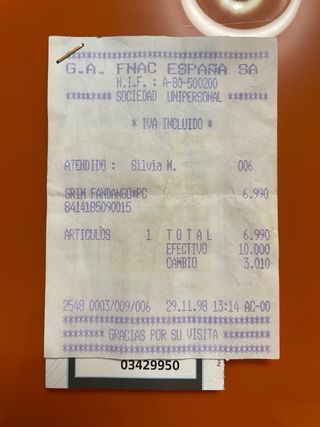 ********************************
G.A. FNAC ESPAÑA SA
N.I.F.: A-80-500200
******* SOCIEDAD UNIPERSONAL *******
* IVA INCLUIDO *
ATENDIDO : Silvia M. 006
GRIM FANDANGO*PC 6.990
8414185090015
ARTICULOS 1 TOTAL 6.990
EFECTIVO 10.000
CAMBIO 3.010
2540 0003/009/006 29.11.98 13:14 AC-00
********************************
****** GRACIAS POR SU VISITA ******
********************************
03429950